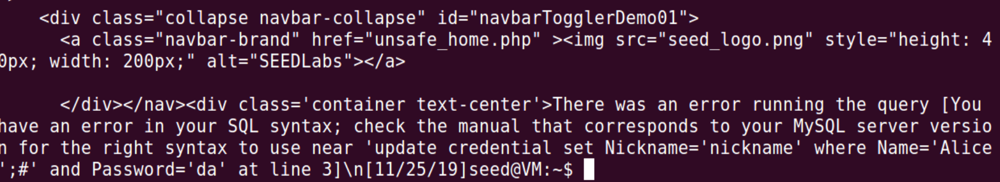 <div class="collapse navbar-collapse" id="navbarTogglerDemo01">
<a class="navbar-brand" href="unsafe_home.php" ><img src="seed_logo.png" style="height: 4
0px; width: 200px;" alt="SEEDLabs"></a>
</div></nav><div class='container text-center'>There was an error running the query [You
have an error in your SQL syntax; check the manual that corresponds to your MySQL server versio
n for the right syntax to use near 'update credential set Nickname='nickname' where Name='Alice
';#' and Password='da' at line 3]\n[11/25/19]seed@VM:~$